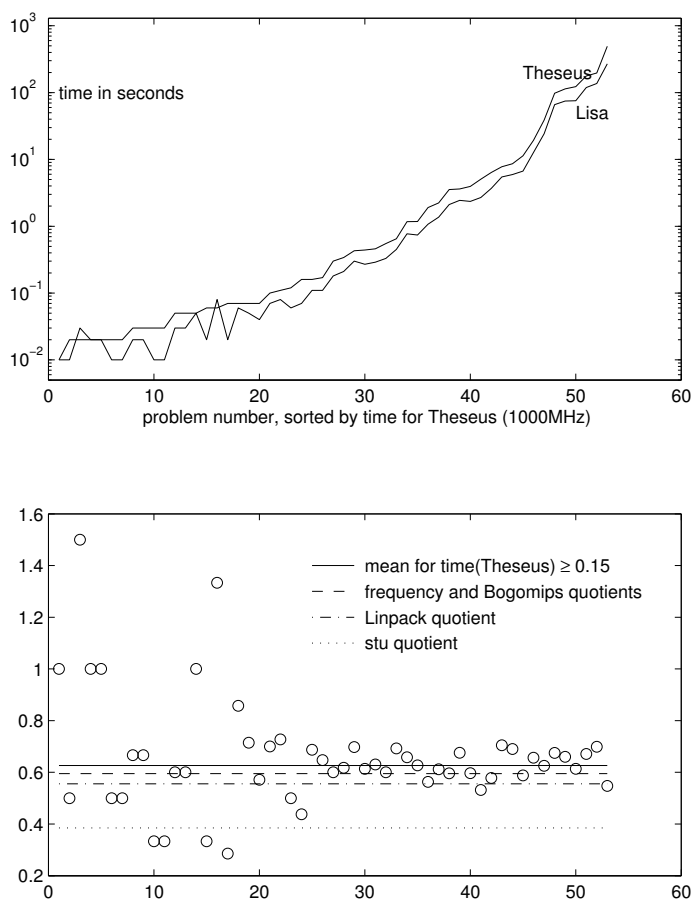 10^3
Theseus
10^2
time in seconds
Lisa
10^1
10^0
10^-1
10^-2
0 10 20 30 40 50 60
problem number, sorted by time for Theseus (1000MHz)
1.6
1.4
mean for time(Theseus) ≥ 0.15
frequency and Bogomips quotients
1.2
Linpack quotient
stu quotient
1
0.8
0.6
0.4
0.2
0 10 20 30 40 50 60